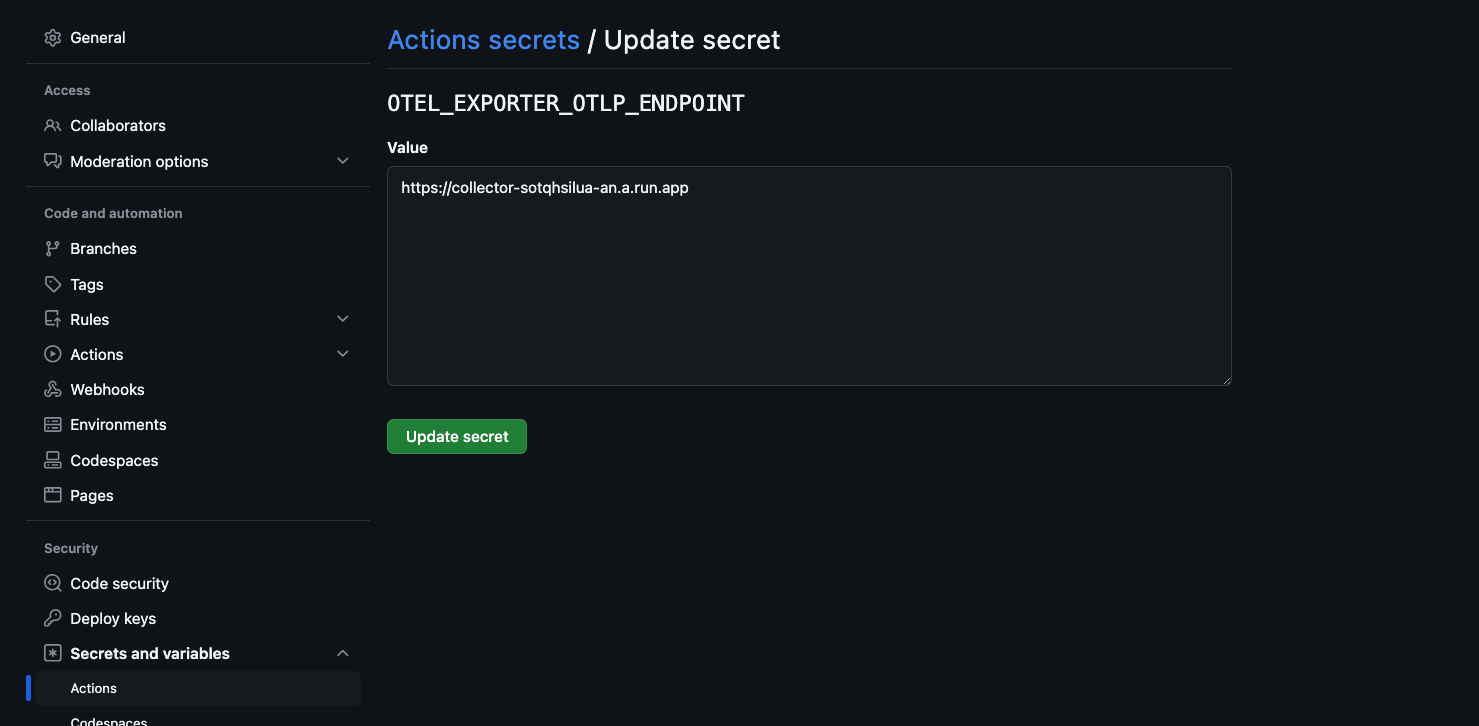 General
Access
Collaborators
Moderation options
Code and automation
Branches
Tags
Rules
Actions
Webhooks
Environments
Codespaces
Pages
Security
Code security
Deploy keys
Secrets and variables
Actions
Codespaces
Actions secrets / Update secret
OTEL_EXPORTER_OTLP_ENDPOINT
Value
https://collector-sotqhsilua-an.a.run.app
Update secret